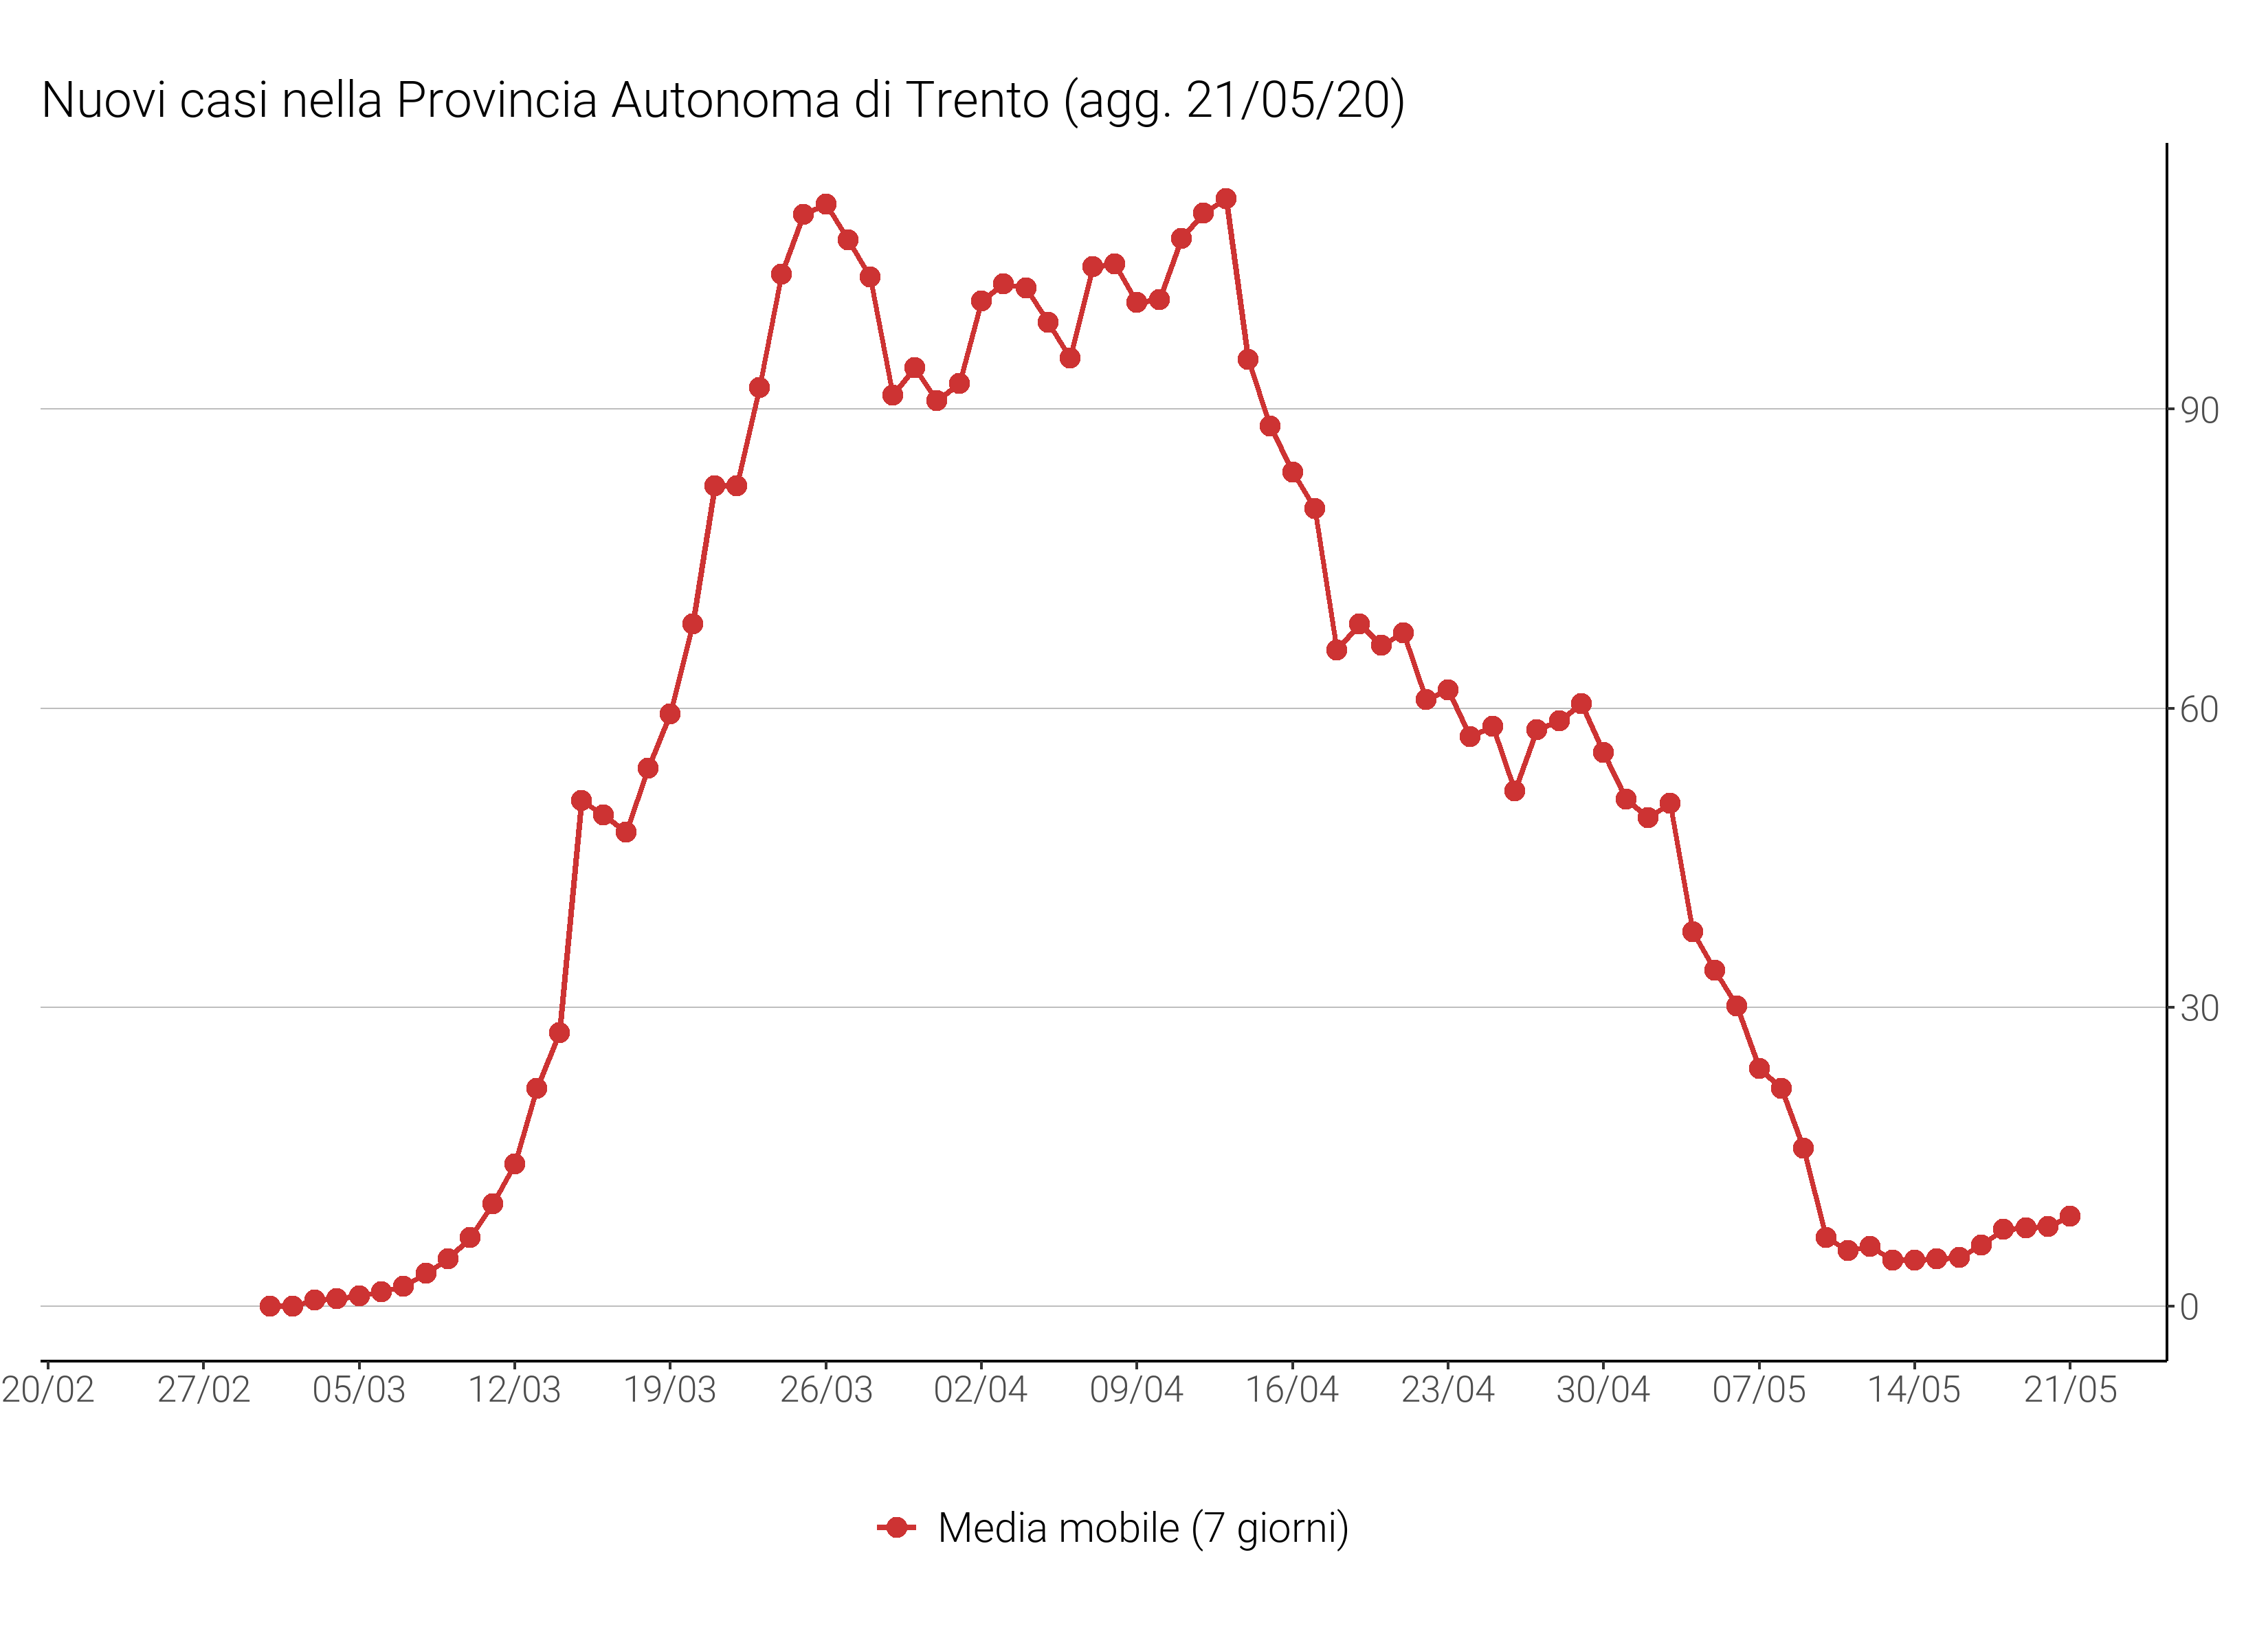 Nuovi casi nella Provincia Autonoma di Trento (agg. 21/05/20)
90
60
30
0
20/02 27/02 05/03 12/03 19/03 26/03 02/04 09/04 16/04 23/04 30/04 07/05 14/05 21/05
Media mobile (7 giorni)